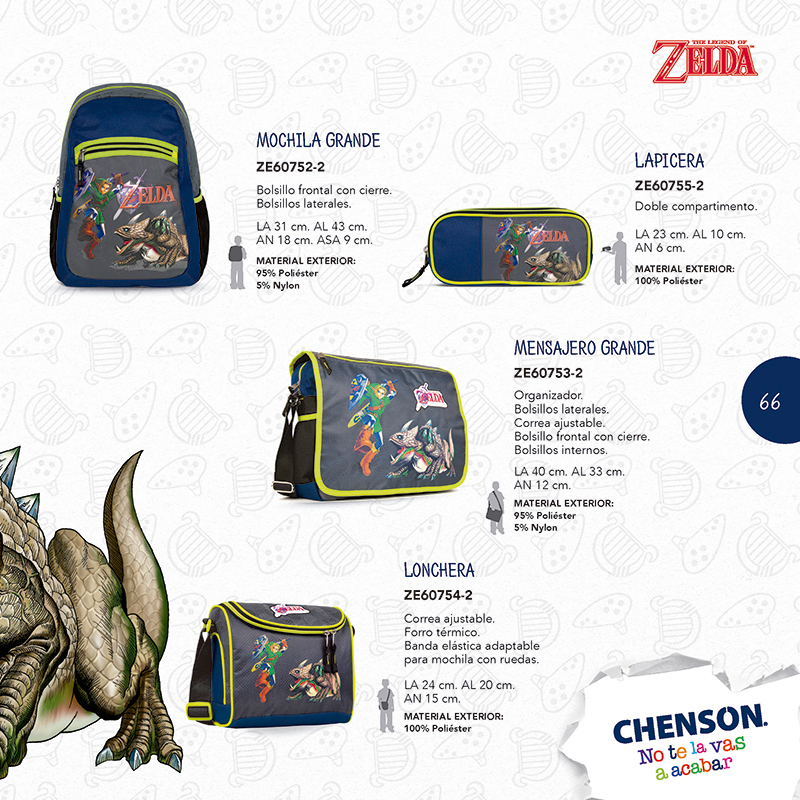 THE LEGEND OF
ZELDA
MOCHILA GRANDE
ZE60752-2
Bolsillo frontal con cierre.
Bolsillos laterales.
LA 31 cm. AL 43 cm.
AN 18 cm. ASA 9 cm.
MATERIAL EXTERIOR:
95% Poliéster
5% Nylon
ZELDA
LAPICERA
ZE60755-2
Doble compartimento.
LA 23 cm. AL 10 cm.
AN 6 cm.
MATERIAL EXTERIOR:
100% Poliéster
ZELDA
MENSAJERO GRANDE
ZE60753-2
Organizador.
Bolsillos laterales.
Correa ajustable.
Bolsillo frontal con cierre.
Bolsillos internos.
LA 40 cm. AL 33 cm.
AN 12 cm.
MATERIAL EXTERIOR:
95% Poliéster
5% Nylon
ZELDA
66
LONCHERA
ZE60754-2
Correa ajustable.
Forro térmico.
Banda elástica adaptable
para mochila con ruedas.
LA 24 cm. AL 20 cm.
AN 15 cm.
MATERIAL EXTERIOR:
100% Poliéster
ZELDA
CHENSON.
No te la vas
a acabar